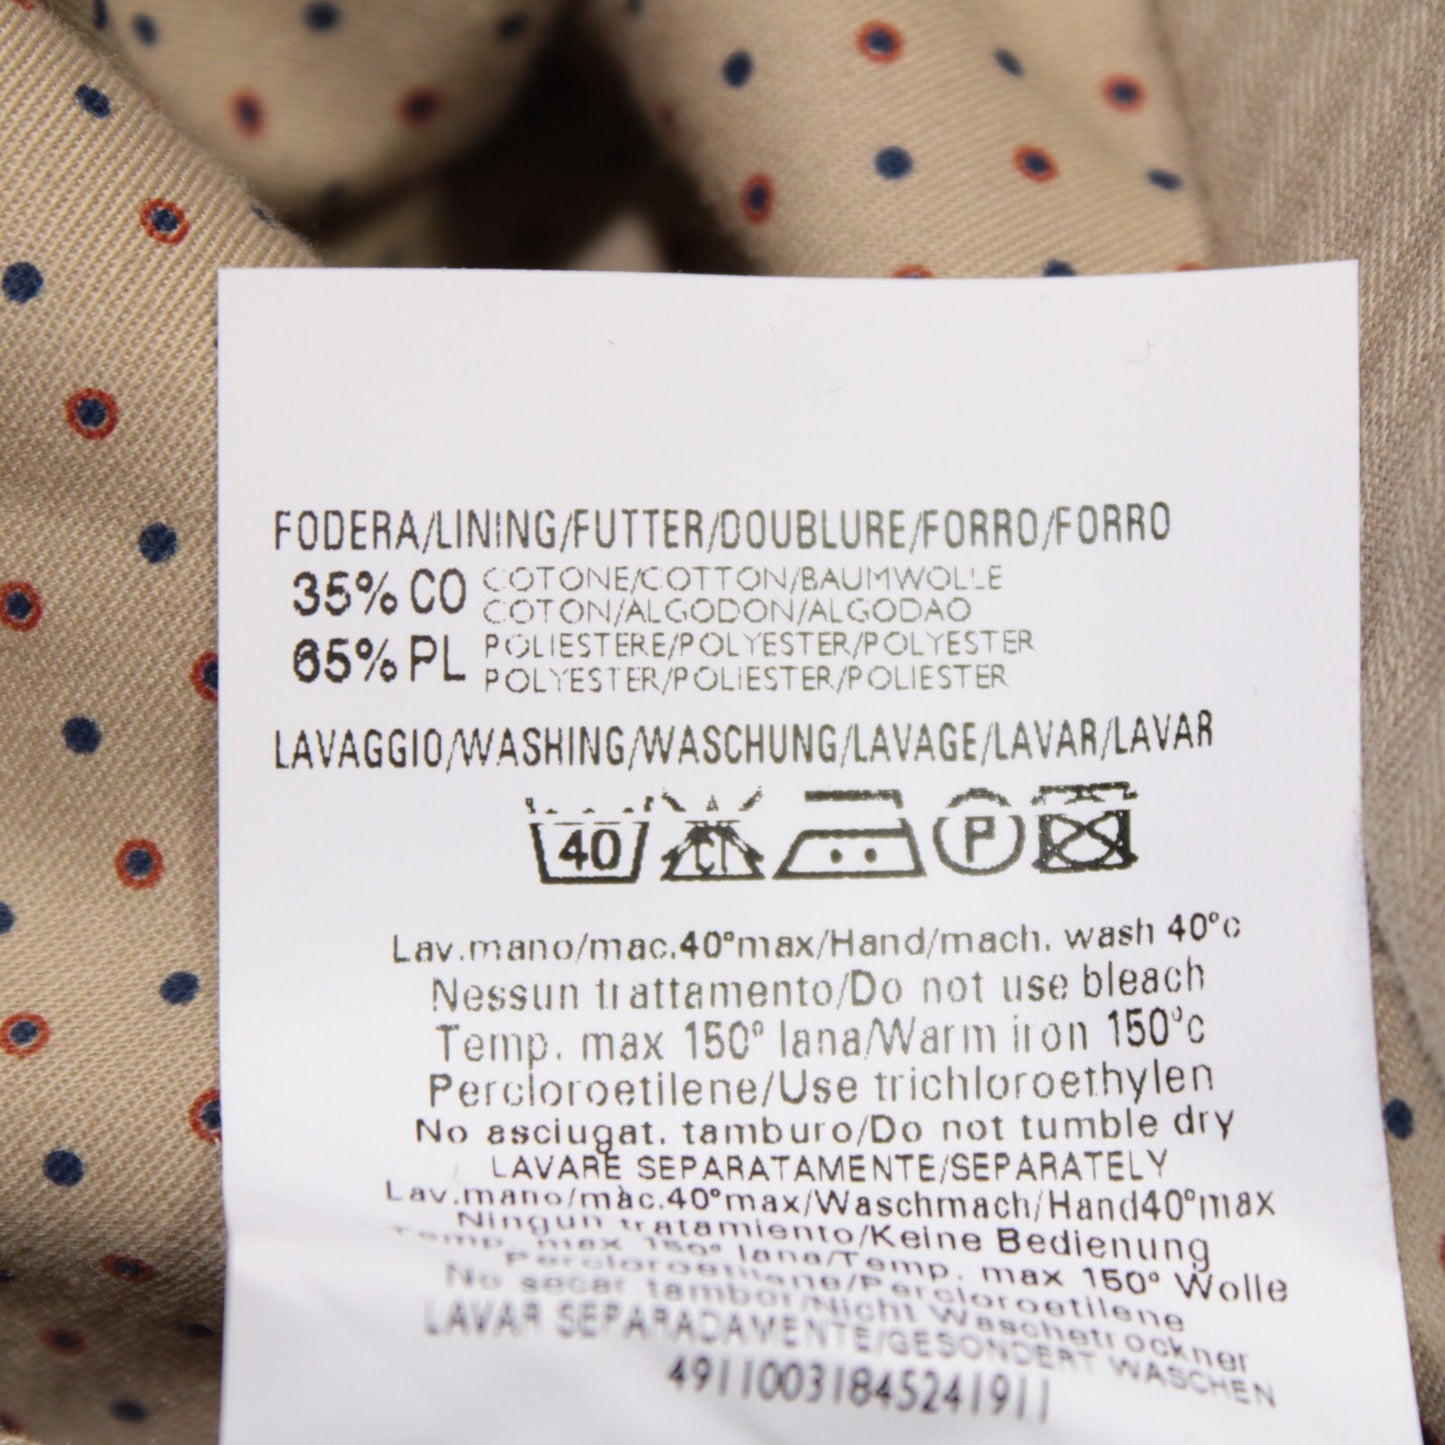 FODERA/LINING/FUTTER/DOUBLURE/FORRO/FORRO
35% CO COTONE/COTTON/BAUMWOLLE
COTON/ALGODON/ALGODAO
65% PL POLIESTERE/POLYESTER/POLYESTER
POLYESTER/POLIESTER/POLIESTER
LAVAGGIO/WASHING/WASCHUNG/LAVAGE/LAVAR/LAVAR
40 Cl P
Lav.mano/mac.40°max/Hand/mach. wash 40°c
Nessun trattamento/Do not use bleach
Temp. max 150° lana/Warm iron 150°c
Percloroetilene/Use trichloroethylen
No asciugat. tamburo/Do not tumble dry
LAVARE SEPARATAMENTE/SEPARATELY
Lav.mano/màc.40°max/Waschmach/Hand40°max
Ningun tratamiento/Keine Bedienung
Temp. max 150° lana/Temp. max 150° Wolle
Percloroetilene/Percloroetilene
No secar tambor/Nicht Waschetrockner
LAVAR SEPARADAMENTE/GESONDERT WASCHEN
49110031845241911